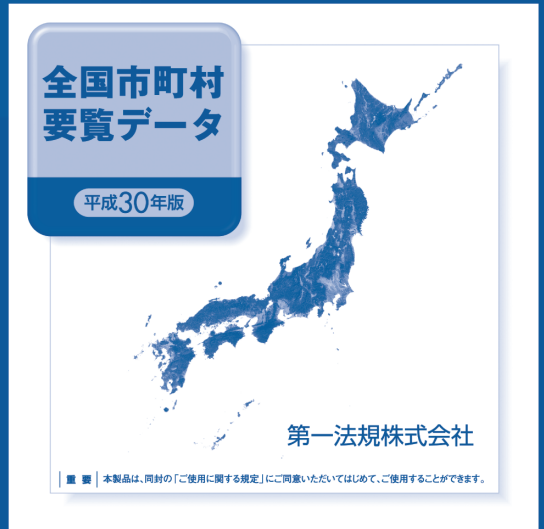 全国市町村
要覧データ
平成30年版
第一法規株式会社
重要 本製品は、同封の「ご使用に関する規定」にご同意いただいてはじめて、ご使用することができます。